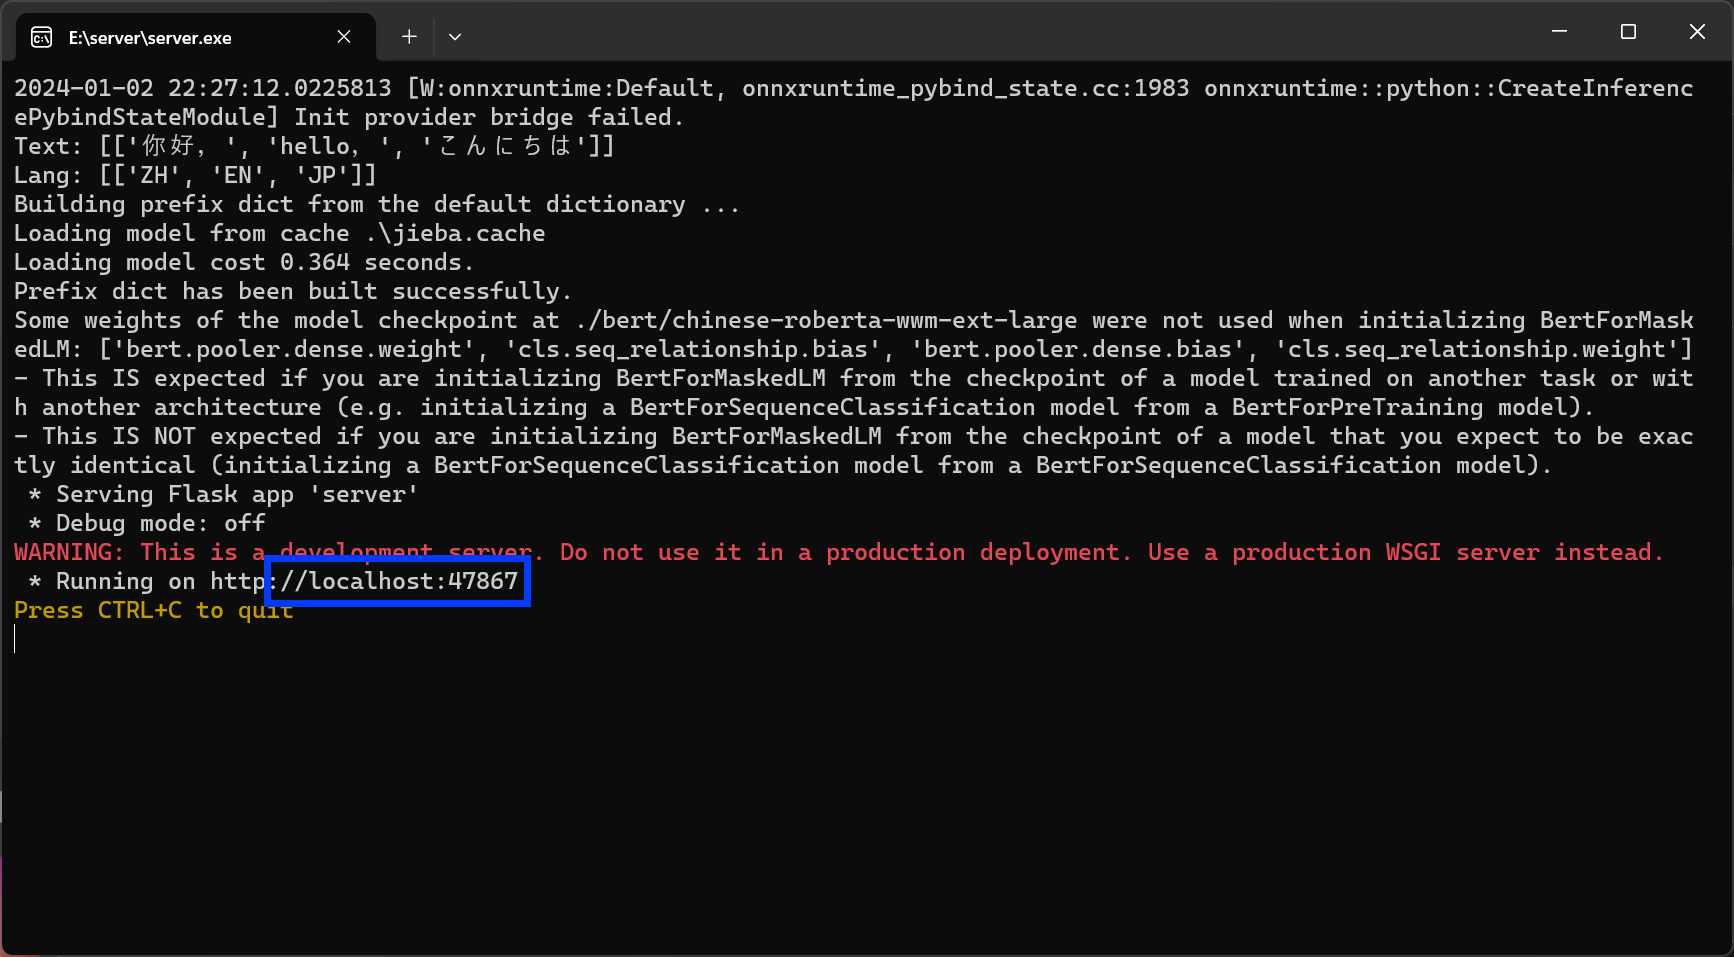 E:\server\server.exe
2024-01-02 22:27:12.0225813 [W:onnxruntime:Default, onnxruntime_pybind_state.cc:1983 onnxruntime::python::CreateInferenc
ePybindStateModule] Init provider bridge failed.
Text: [['你好，', 'hello，', 'こんにちは']]
Lang: [['ZH', 'EN', 'JP']]
Building prefix dict from the default dictionary ...
Loading model from cache .\jieba.cache
Loading model cost 0.364 seconds.
Prefix dict has been built successfully.
Some weights of the model checkpoint at ./bert/chinese-roberta-wwm-ext-large were not used when initializing BertForMask
edLM: ['bert.pooler.dense.weight', 'cls.seq_relationship.bias', 'bert.pooler.dense.bias', 'cls.seq_relationship.weight']
- This IS expected if you are initializing BertForMaskedLM from the checkpoint of a model trained on another task or wit
h another architecture (e.g. initializing a BertForSequenceClassification model from a BertForPreTraining model).
- This IS NOT expected if you are initializing BertForMaskedLM from the checkpoint of a model that you expect to be exac
tly identical (initializing a BertForSequenceClassification model from a BertForSequenceClassification model).
 * Serving Flask app 'server'
 * Debug mode: off
WARNING: This is a development server. Do not use it in a production deployment. Use a production WSGI server instead.
 * Running on http://localhost:47867
Press CTRL+C to quit